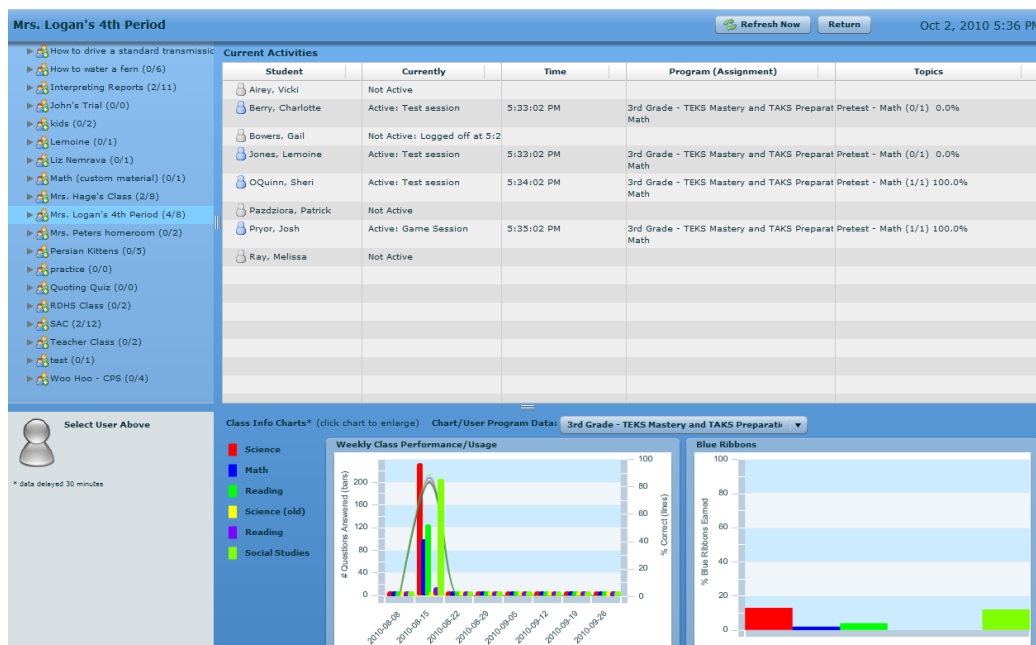 Mrs. Logan's 4th Period
Refresh Now
Return
Oct 2, 2010 5:36 PM
How to drive a standard transmissic
How to water a fern (0/6)
Interpreting Reports (2/11)
John's Trial (0/0)
kids (0/2)
Lemoine (0/1)
Liz Nemrava (0/1)
Math (custom material) (0/1)
Mrs. Hage's Class (2/8)
Mrs. Logan's 4th Period (4/8)
Mrs. Peters homeroom (0/2)
Persian Kittens (0/5)
practice (0/0)
Quoting Quiz (0/0)
RDHS Class (0/2)
SAC (2/12)
Teacher Class (0/2)
test (0/1)
Woo Hoo - CPS (0/4)
Current Activities
Student Currently Time Program (Assignment) Topics
Airey, Vicki Not Active
Berry, Charlotte Active: Test session 5:33:02 PM 3rd Grade - TEKS Mastery and TAKS Preparat Pretest - Math (0/1) 0.0%
Math
Bowers, Gail Not Active: Logged off at 5:2
Jones, Lemoine Active: Test session 5:33:02 PM 3rd Grade - TEKS Mastery and TAKS Preparat Pretest - Math (0/1) 0.0%
Math
OQuinn, Sheri Active: Test session 5:34:02 PM 3rd Grade - TEKS Mastery and TAKS Preparat Pretest - Math (1/1) 100.0%
Math
Pazdziora, Patrick Not Active
Pryor, Josh Active: Game Session 5:35:02 PM 3rd Grade - TEKS Mastery and TAKS Preparat Pretest - Math (1/1) 100.0%
Math
Ray, Melissa Not Active
Select User Above
* data delayed 30 minutes
Class Info Charts* (click chart to enlarge) Chart/User Program Data: 3rd Grade - TEKS Mastery and TAKS Preparati
Science
Math
Reading
Science (old)
Reading
Social Studies
Weekly Class Performance/Usage
# Questions Answered (bars)
200
160
120
80
40
0
100
80
60
40
20
0
% Correct (lines)
2010-08-08
2010-08-15
2010-08-22
2010-08-29
2010-09-05
2010-09-12
2010-09-19
2010-09-26
Blue Ribbons
% Blue Ribbons Earned
100
80
60
40
20
0